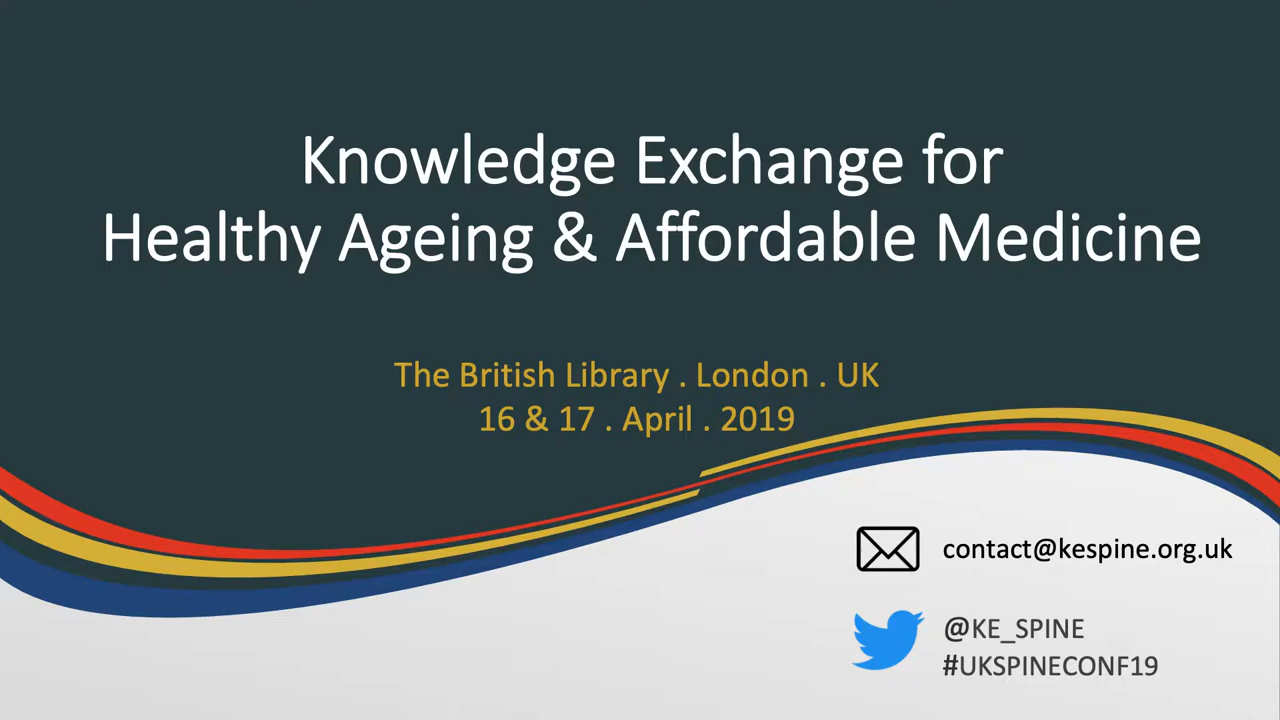 Knowledge Exchange for
Healthy Ageing & Affordable Medicine
The British Library . London . UK
16 & 17 . April . 2019
contact@kespine.org.uk
@KE_SPINE
#UKSPINECONF19